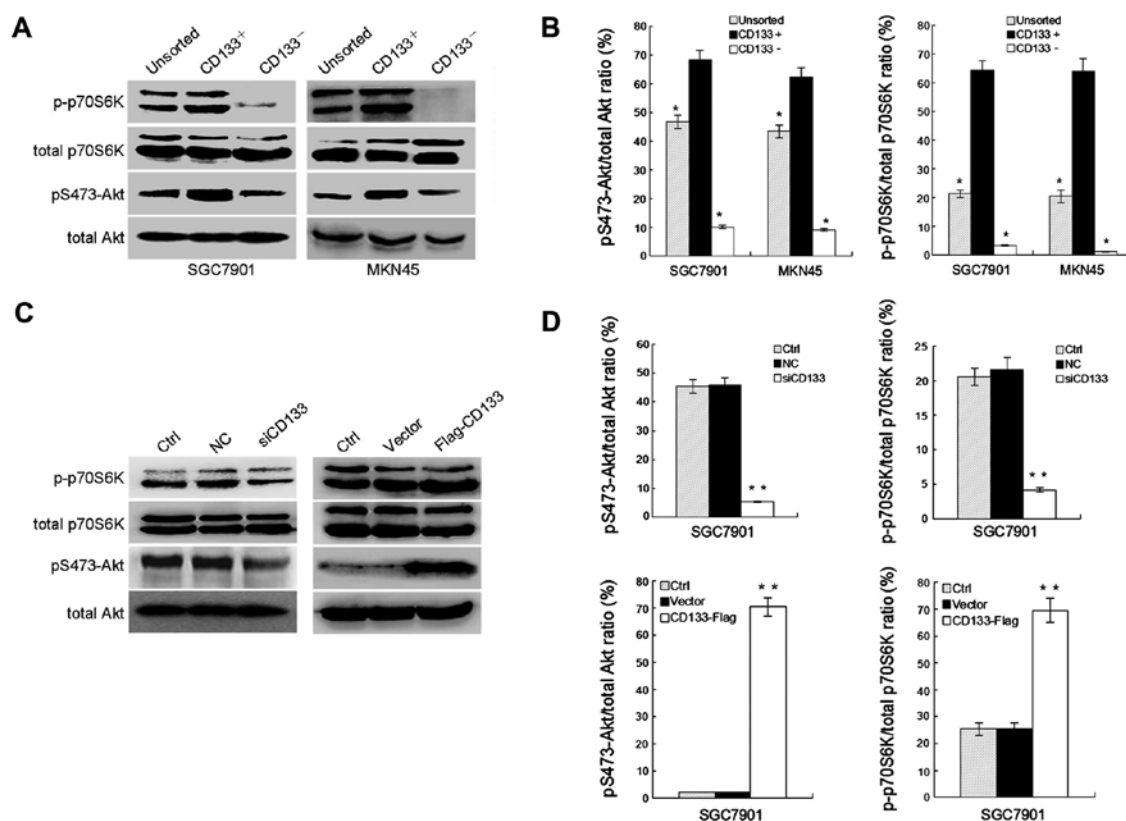 A
Unsorted
CD133+
CD133−
Unsorted
CD133+
CD133−
p-p70S6K
total p70S6K
pS473-Akt
total Akt
SGC7901
MKN45
B
pS473-Akt/total Akt ratio (%)
Unsorted
CD133 +
CD133 -
80
70
60
50
40
30
20
10
0
*
*
*
*
SGC7901
MKN45
p-p70S6K/total p70S6K ratio (%)
Unsorted
CD133 +
CD133 -
80
70
60
50
40
30
20
10
0
*
*
*
*
SGC7901
MKN45
C
Ctrl
NC
siCD133
Ctrl
Vector
Flag-CD133
p-p70S6K
total p70S6K
pS473-Akt
total Akt
D
pS473-Akt/total Akt ratio (%)
Ctrl
NC
siCD133
60
50
40
30
20
10
0
* *
SGC7901
p-p70S6K/total p70S6K ratio (%)
Ctrl
NC
siCD133
25
20
15
10
5
0
* *
SGC7901
pS473-Akt/total Akt ratio (%)
Ctrl
Vector
CD133-Flag
80
70
60
50
40
30
20
10
0
* *
SGC7901
p-p70S6K/total p70S6K ratio (%)
Ctrl
Vector
CD133-Flag
80
70
60
50
40
30
20
10
0
* *
SGC7901